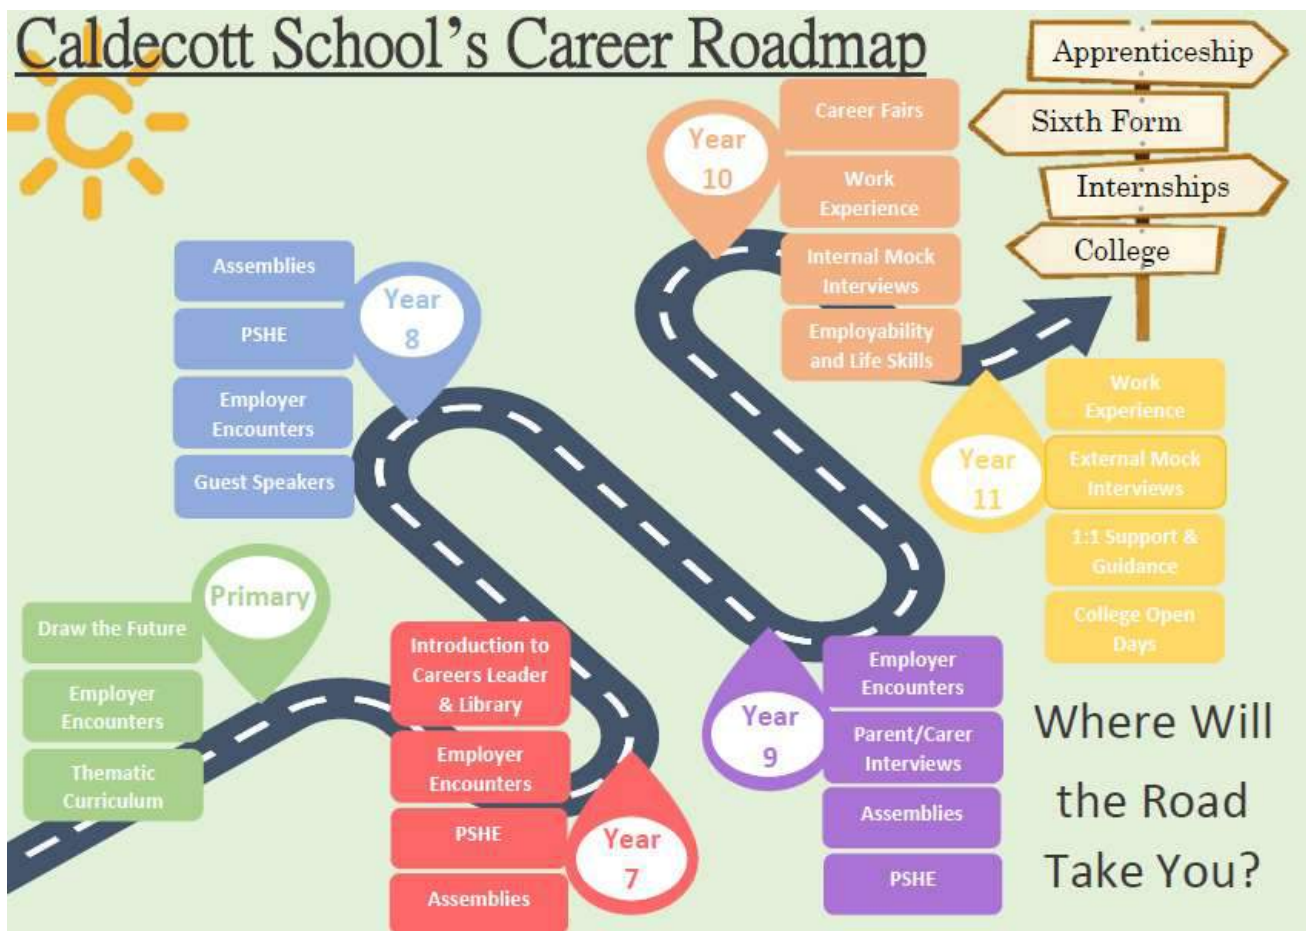 Caldecott School's Career Roadmap
Apprenticeship
Sixth Form
Internships
College
Primary
Draw the Future
Employer
Encounters
Thematic
Curriculum
Year
7
Introduction to
Careers Leader
& Library
Employer
Encounters
PSHE
Assemblies
Year
8
Assemblies
PSHE
Employer
Encounters
Guest Speakers
Year
9
Employer
Encounters
Parent/Carer
Interviews
Assemblies
PSHE
Year
10
Career Fairs
Work
Experience
Internal Mock
Interviews
Employability
and Life Skills
Year
11
Work
Experience
External Mock
Interviews
1:1 Support &
Guidance
College Open
Days
Where Will
the Road
Take You?